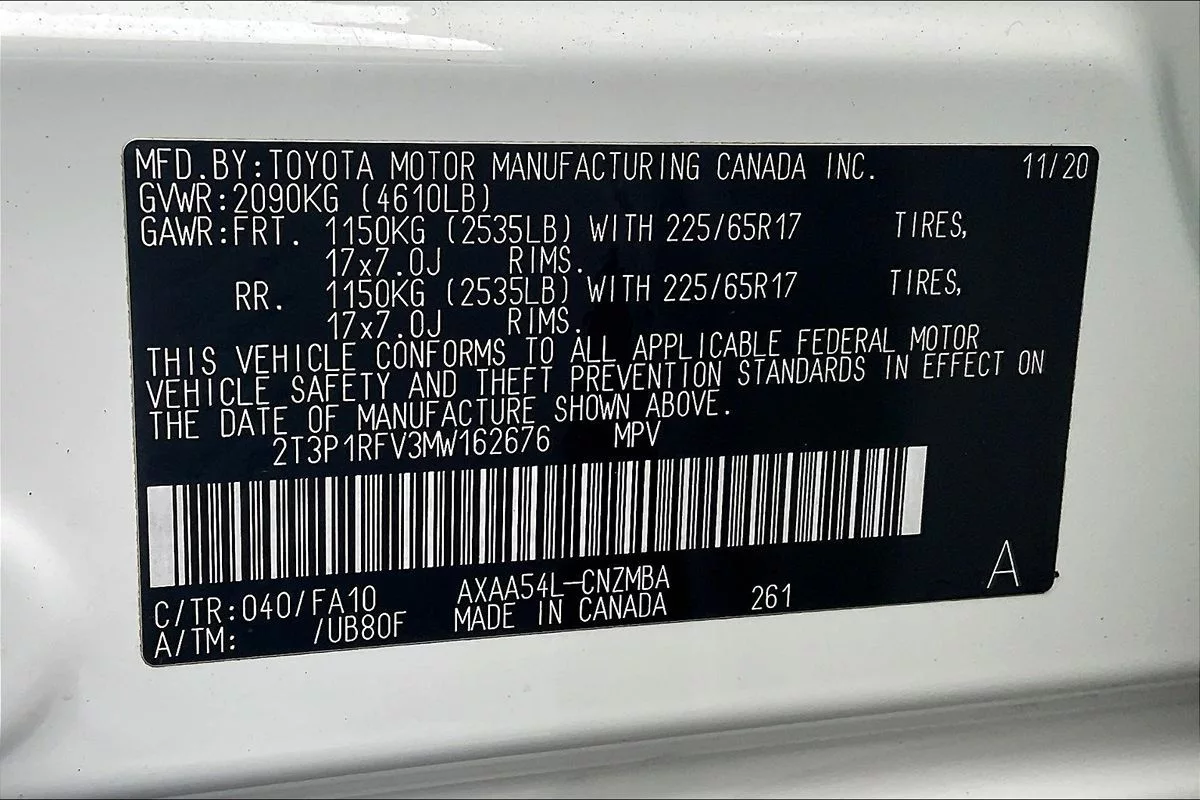 MFD.BY:TOYOTA MOTOR MANUFACTURING CANADA INC. 11/20
GVWR:2090KG (4610LB)
GAWR:FRT. 1150KG (2535LB) WITH 225/65R17 TIRES,
17x7.0J RIMS.
RR. 1150KG (2535LB) WITH 225/65R17 TIRES,
17x7.0J RIMS.
THIS VEHICLE CONFORMS TO ALL APPLICABLE FEDERAL MOTOR
VEHICLE SAFETY AND THEFT PREVENTION STANDARDS IN EFFECT ON
THE DATE OF MANUFACTURE SHOWN ABOVE.
2T3P1RFV3MW162676 MPV
C/TR:040/FA10 AXAA54L-CNZMBA A
A/TM: /UB80F MADE IN CANADA 261